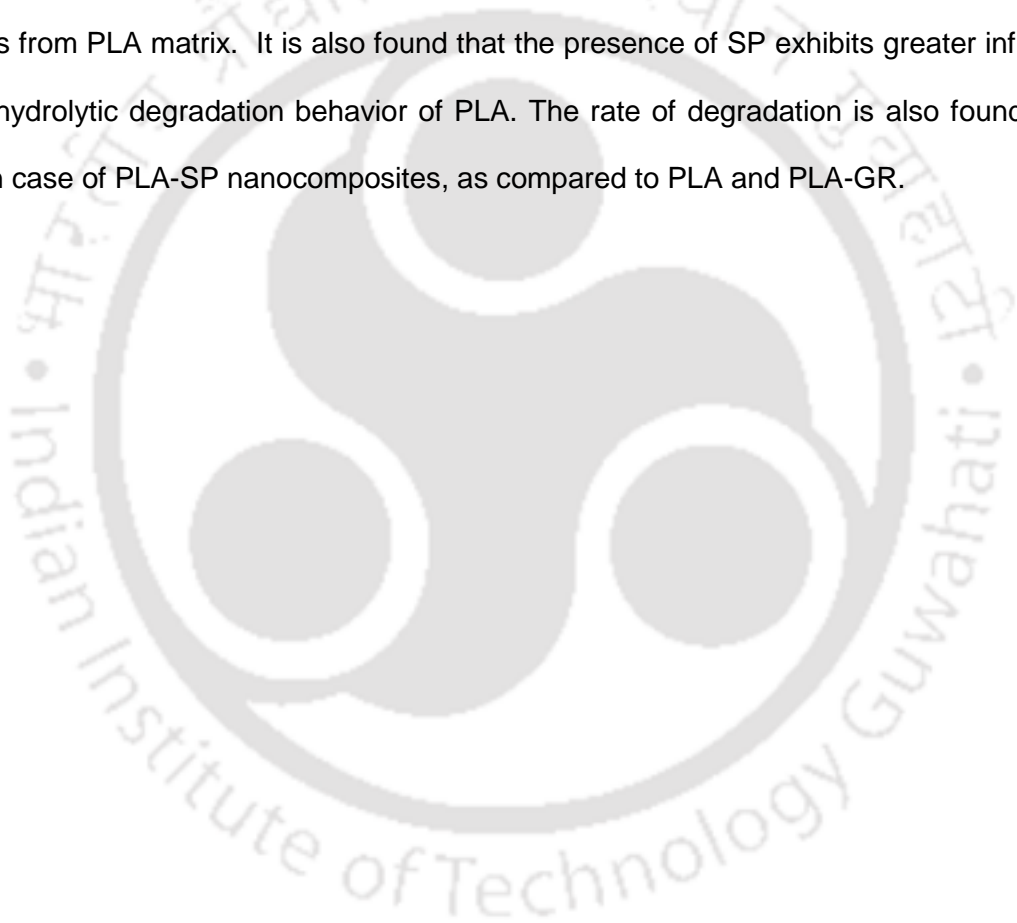 s from PLA matrix. It is also found that the presence of SP exhibits greater inf
hydrolytic degradation behavior of PLA. The rate of degradation is also found
n case of PLA-SP nanocomposites, as compared to PLA and PLA-GR.
Indian Institute of Technology Guwahati